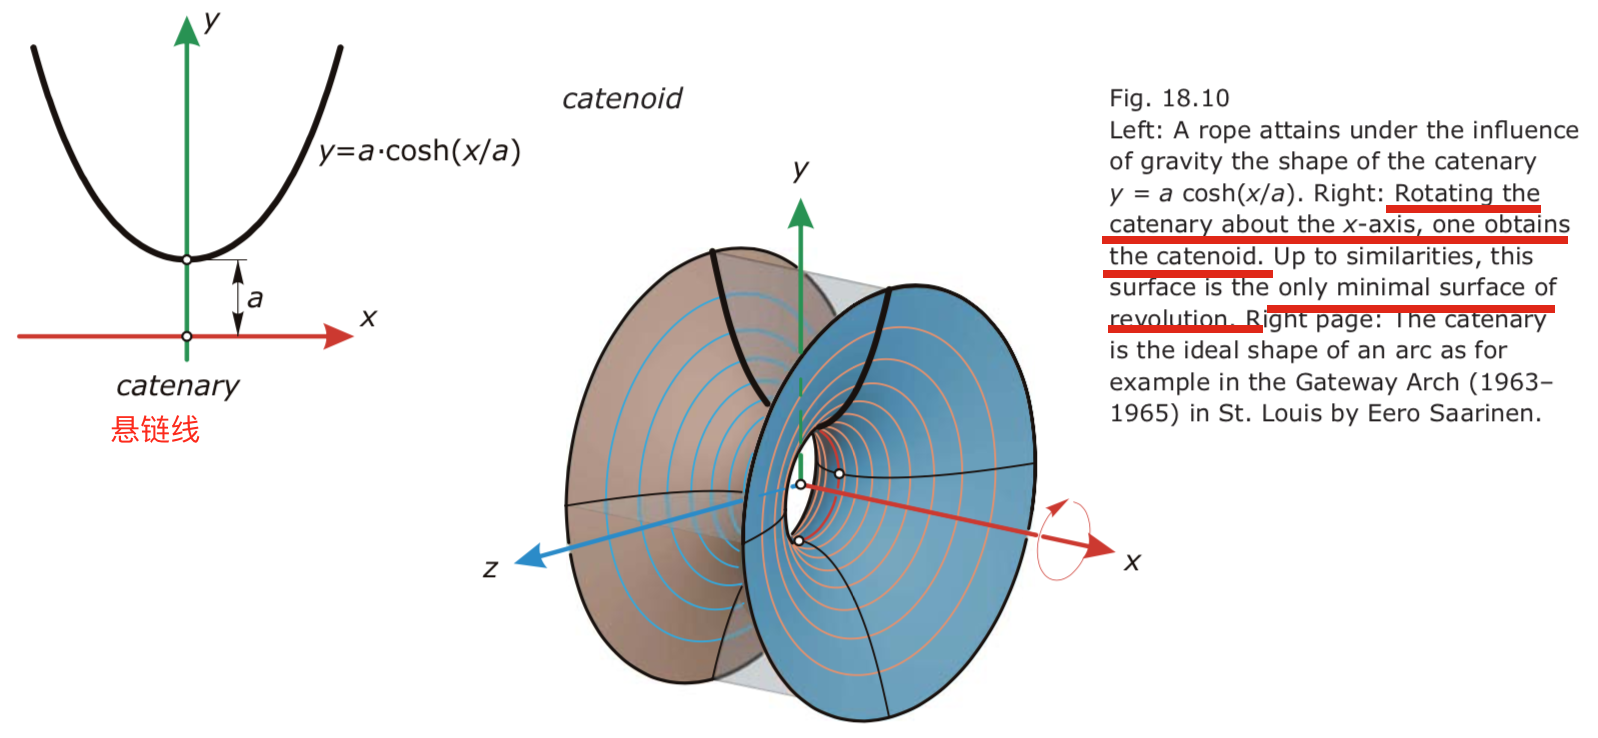 y
y=a·cosh(x/a)
a
x
catenary
悬链线
catenoid
y
z
x
Fig. 18.10
Left: A rope attains under the influence
of gravity the shape of the catenary
y = a cosh(x/a). Right: Rotating the
catenary about the x-axis, one obtains
the catenoid. Up to similarities, this
surface is the only minimal surface of
revolution. Right page: The catenary
is the ideal shape of an arc as for
example in the Gateway Arch (1963–
1965) in St. Louis by Eero Saarinen.